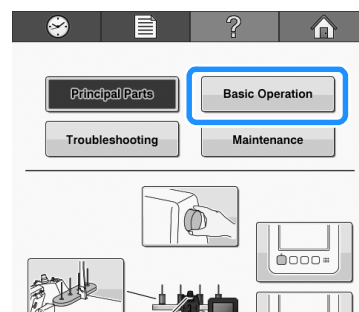 ?
Principal Parts
Basic Operation
Troubleshooting
Maintenance